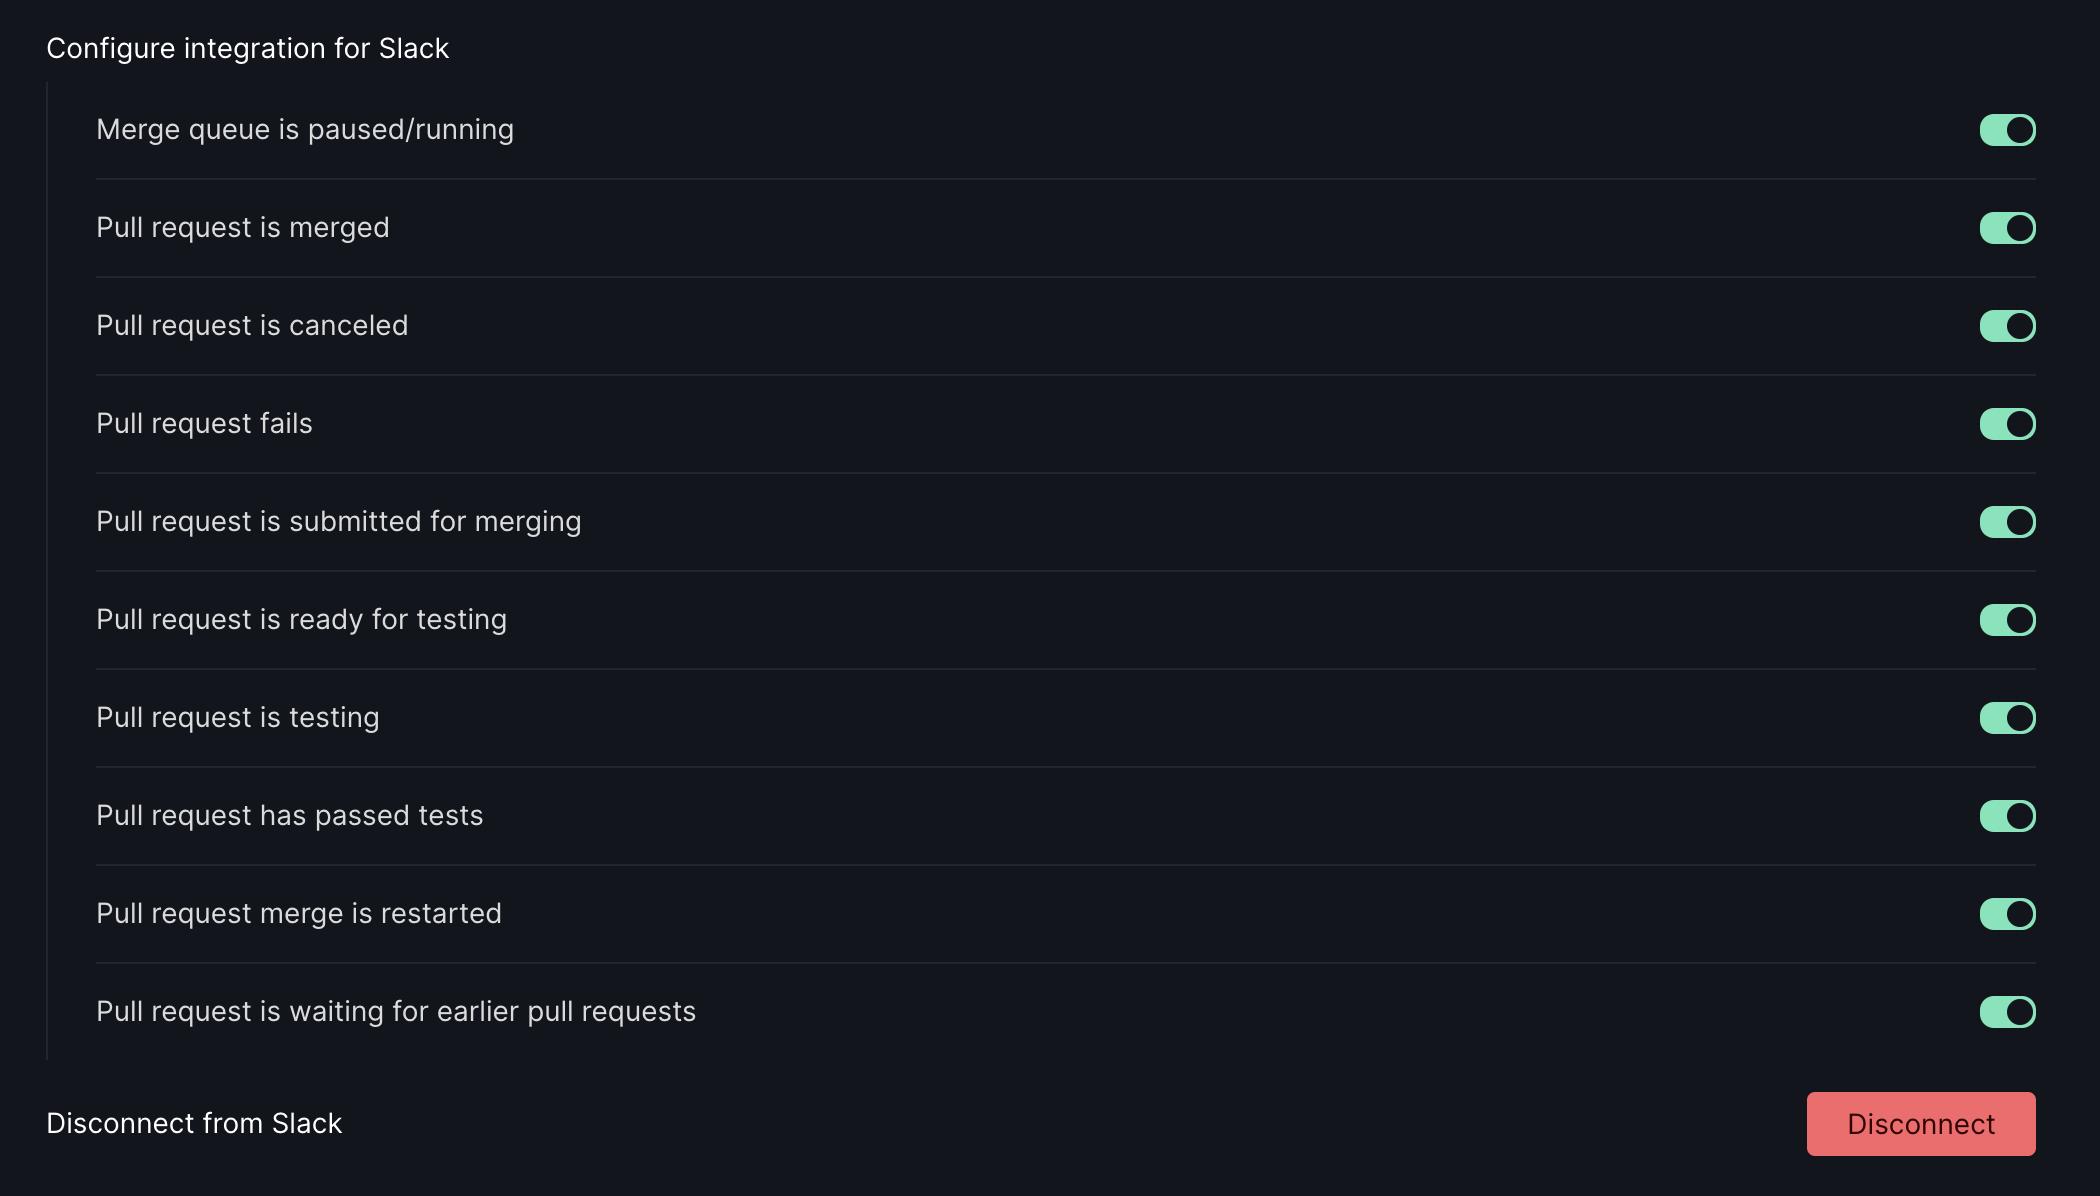 Configure integration for Slack
Merge queue is paused/running
Pull request is merged
Pull request is canceled
Pull request fails
Pull request is submitted for merging
Pull request is ready for testing
Pull request is testing
Pull request has passed tests
Pull request merge is restarted
Pull request is waiting for earlier pull requests
Disconnect from Slack
Disconnect